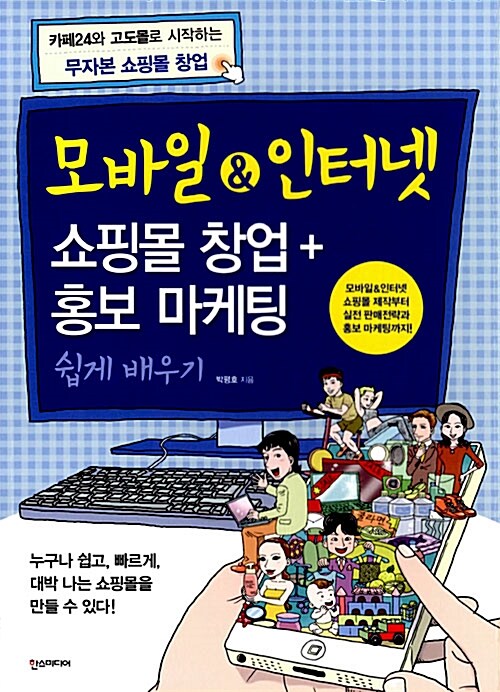 카페24와 고도몰로 시작하는
무자본 쇼핑몰 창업
모바일&인터넷
쇼핑몰 창업+
홍보 마케팅
쉽게 배우기
박평호 지음
모바일&인터넷
쇼핑몰 제작부터
실전 판매전략과
홍보 마케팅까지!
누구나 쉽고, 빠르게,
대박 나는 쇼핑몰을
만들 수 있다!
한스미디어